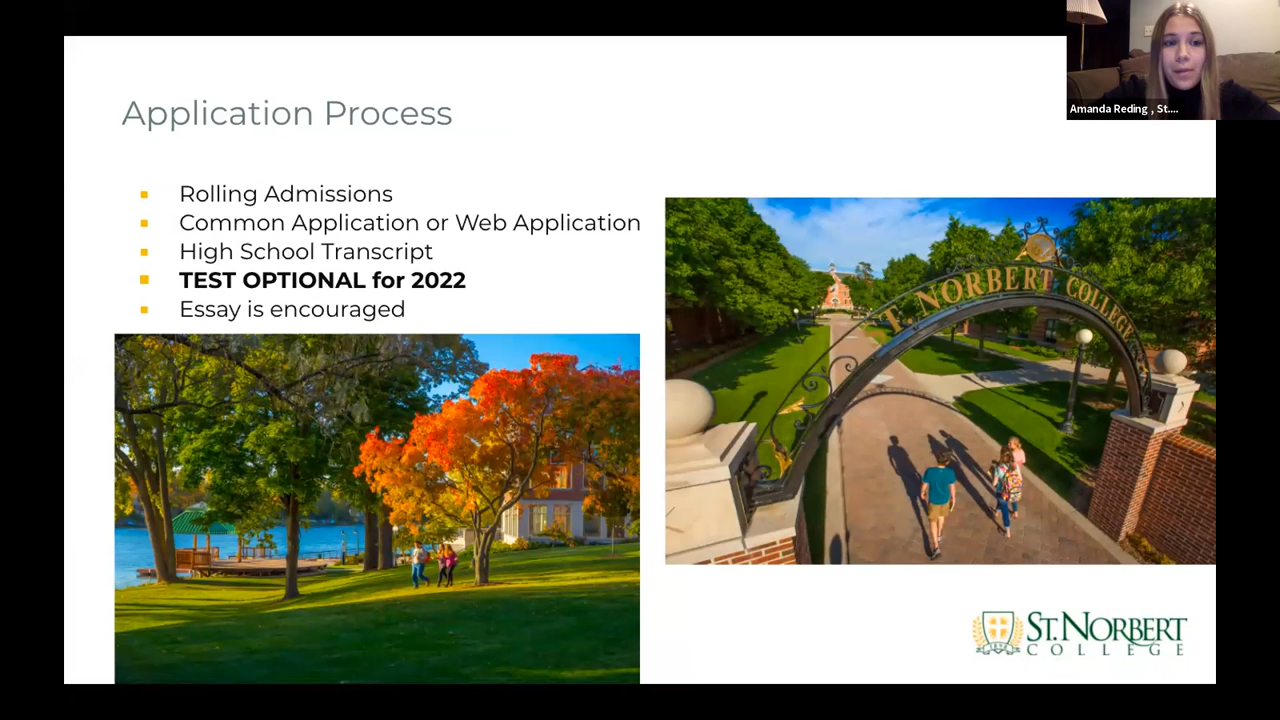 Application Process
Amanda Reding , St....
Rolling Admissions
Common Application or Web Application
High School Transcript
TEST OPTIONAL for 2022
Essay is encouraged
T. NORBERT COLLEGE
ST. NORBERT
COLLEGE